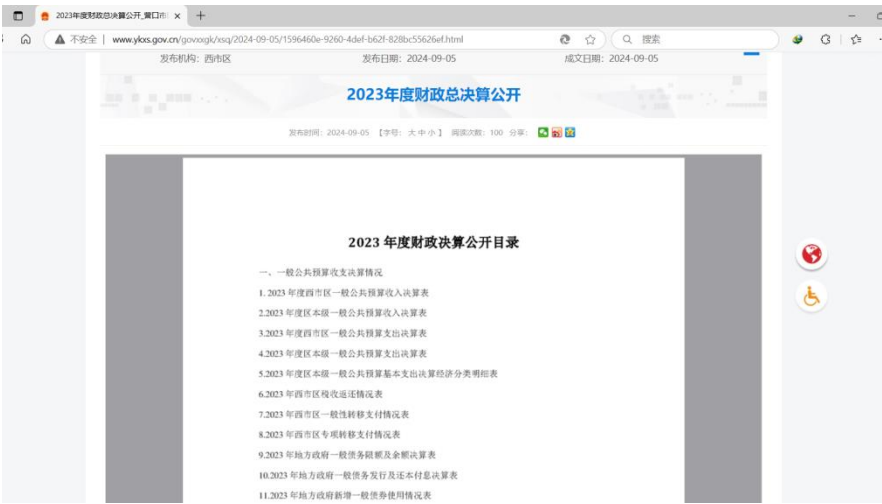 2023年度财政总决算公开_营口市
不安全 | www.ykxs.gov.cn/govxxgk/xsq/2024-09-05/1596460e-9260-4def-b62f-828bc55626ef.html
搜索
发布机构：西市区 发布日期：2024-09-05 成文日期：2024-09-05
2023年度财政总决算公开
发布时间：2024-09-05 【字号：大 中 小】 阅读次数：100 分享：
2023 年度财政决算公开目录
一、一般公共预算收支决算情况
1.2023 年度西市区一般公共预算收入决算表
2.2023 年度区本级一般公共预算收入决算表
3.2023 年度西市区一般公共预算支出决算表
4.2023 年度区本级一般公共预算支出决算表
5.2023 年度区本级一般公共预算基本支出决算经济分类明细表
6.2023 年西市区税收返还情况表
7.2023 年西市区一般性转移支付情况表
8.2023 年西市区专项转移支付情况表
9.2023 年地方政府一般债务限额及余额决算表
10.2023 年地方政府一般债务发行及还本付息决算表
11.2023 年地方政府新增一般债券使用情况表